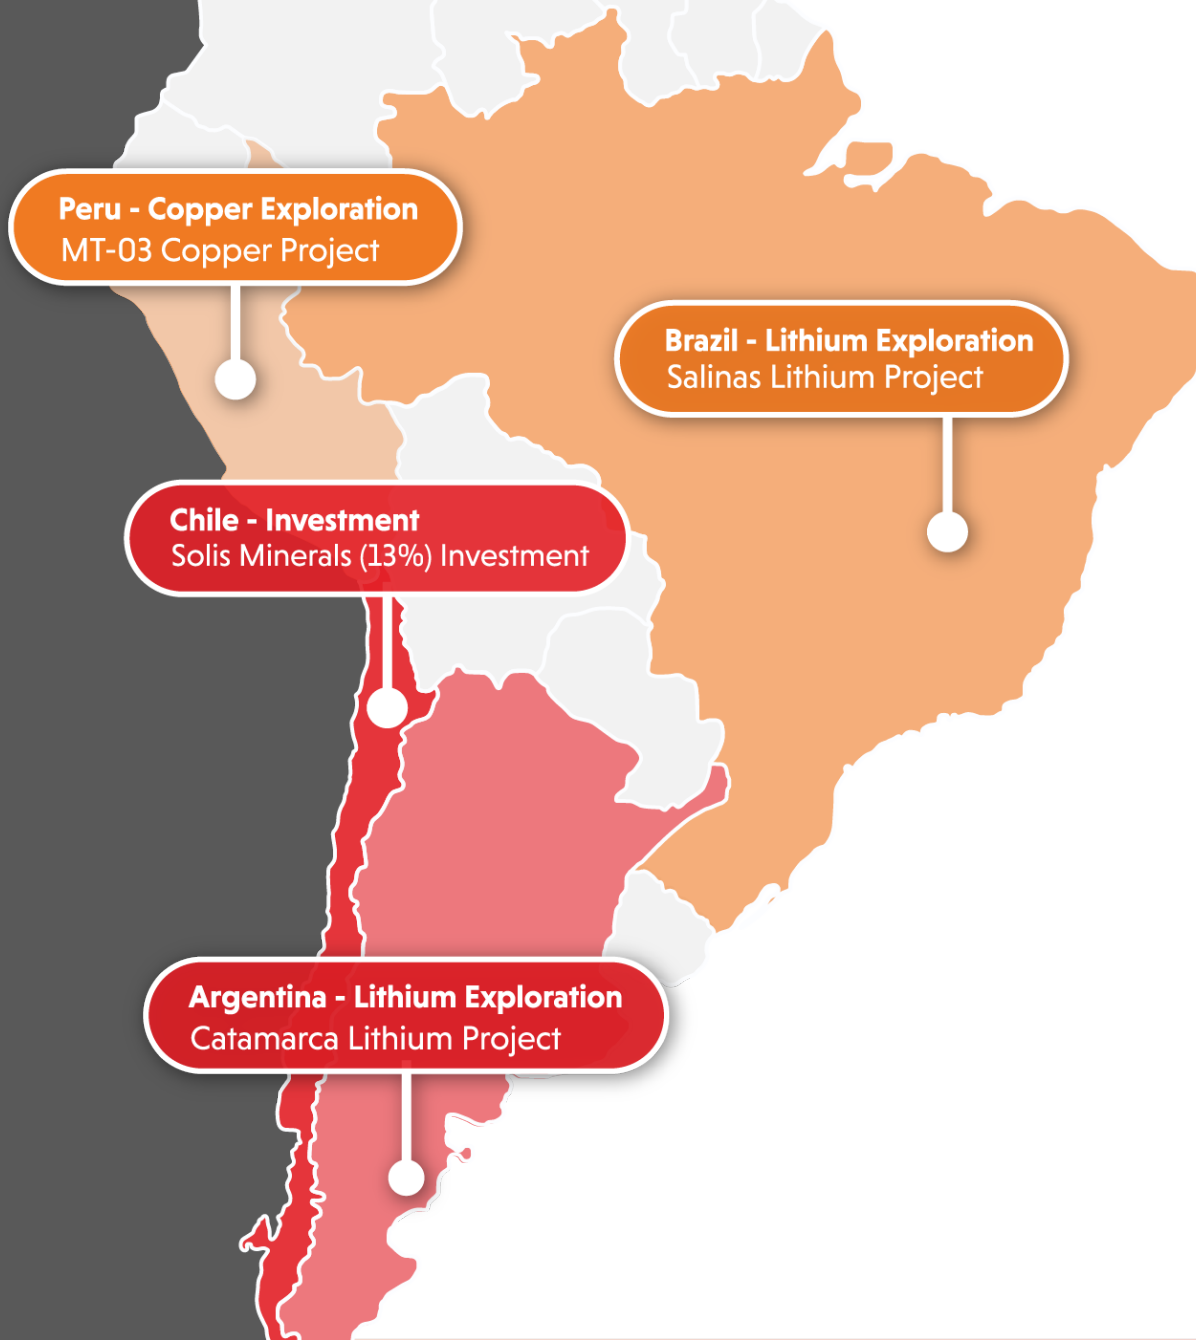 Peru - Copper Exploration
MT-03 Copper Project
Brazil - Lithium Exploration
Salinas Lithium Project
Chile - Investment
Solis Minerals (13%) Investment
Argentina - Lithium Exploration
Catamarca Lithium Project